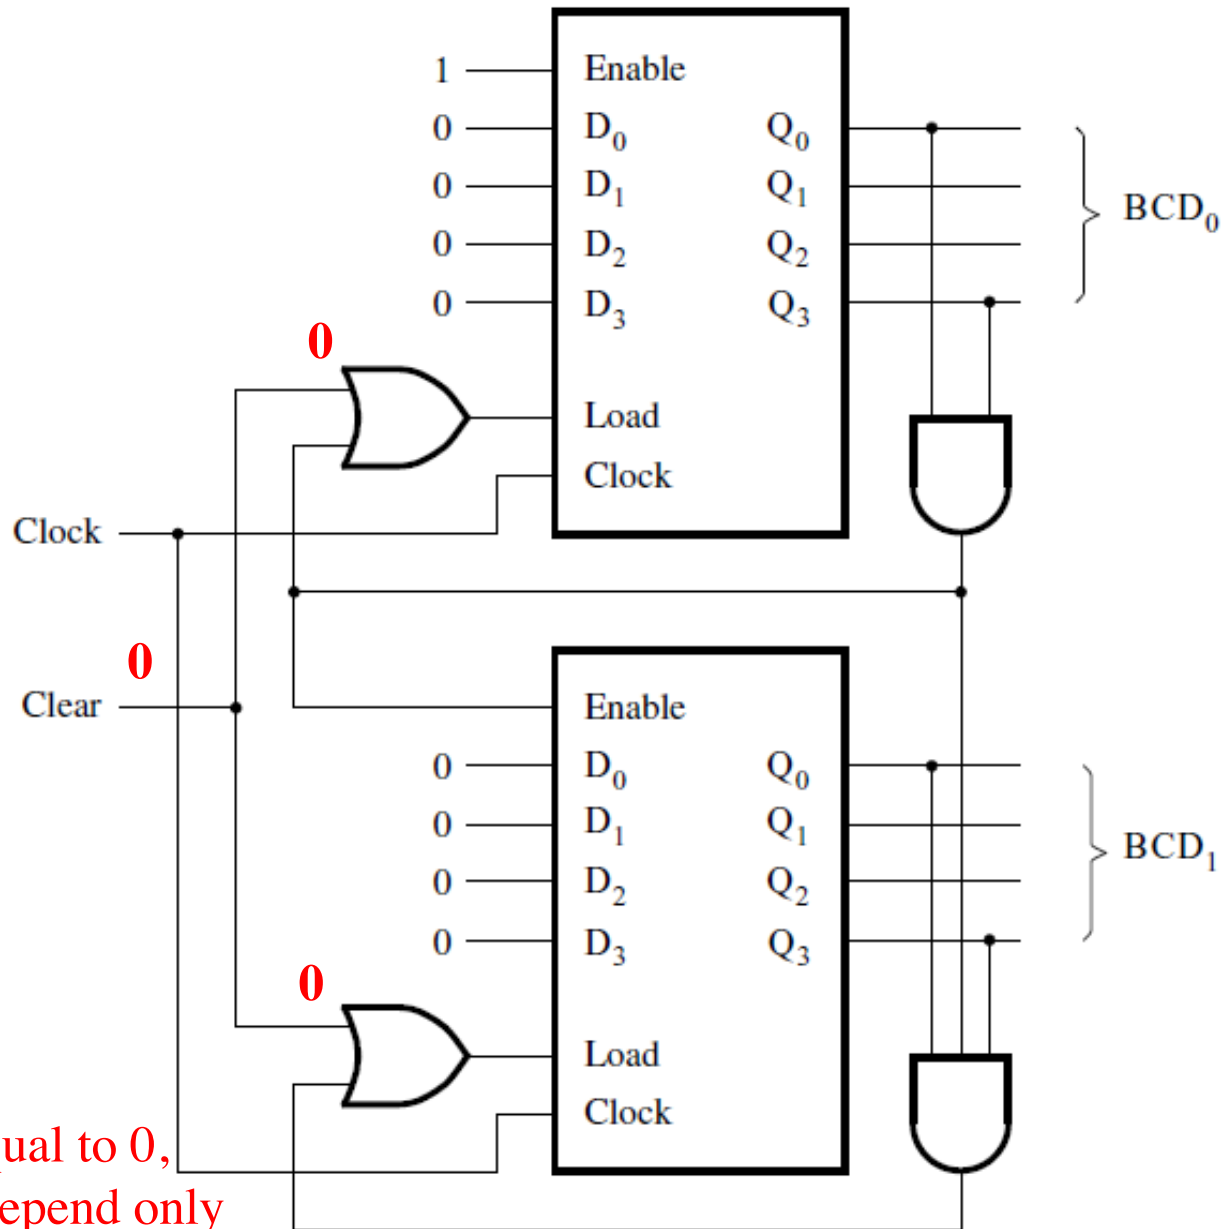 1 Enable
0 D0 Q0
0 D1 Q1
BCD0
0 D2 Q2
0 D3 Q3
0
Load
Clock
Clock
0
Clear
Enable
0 D0 Q0
0 D1 Q1
BCD1
0 D2 Q2
0 D3 Q3
0
Load
Clock
qual to 0,
epend only